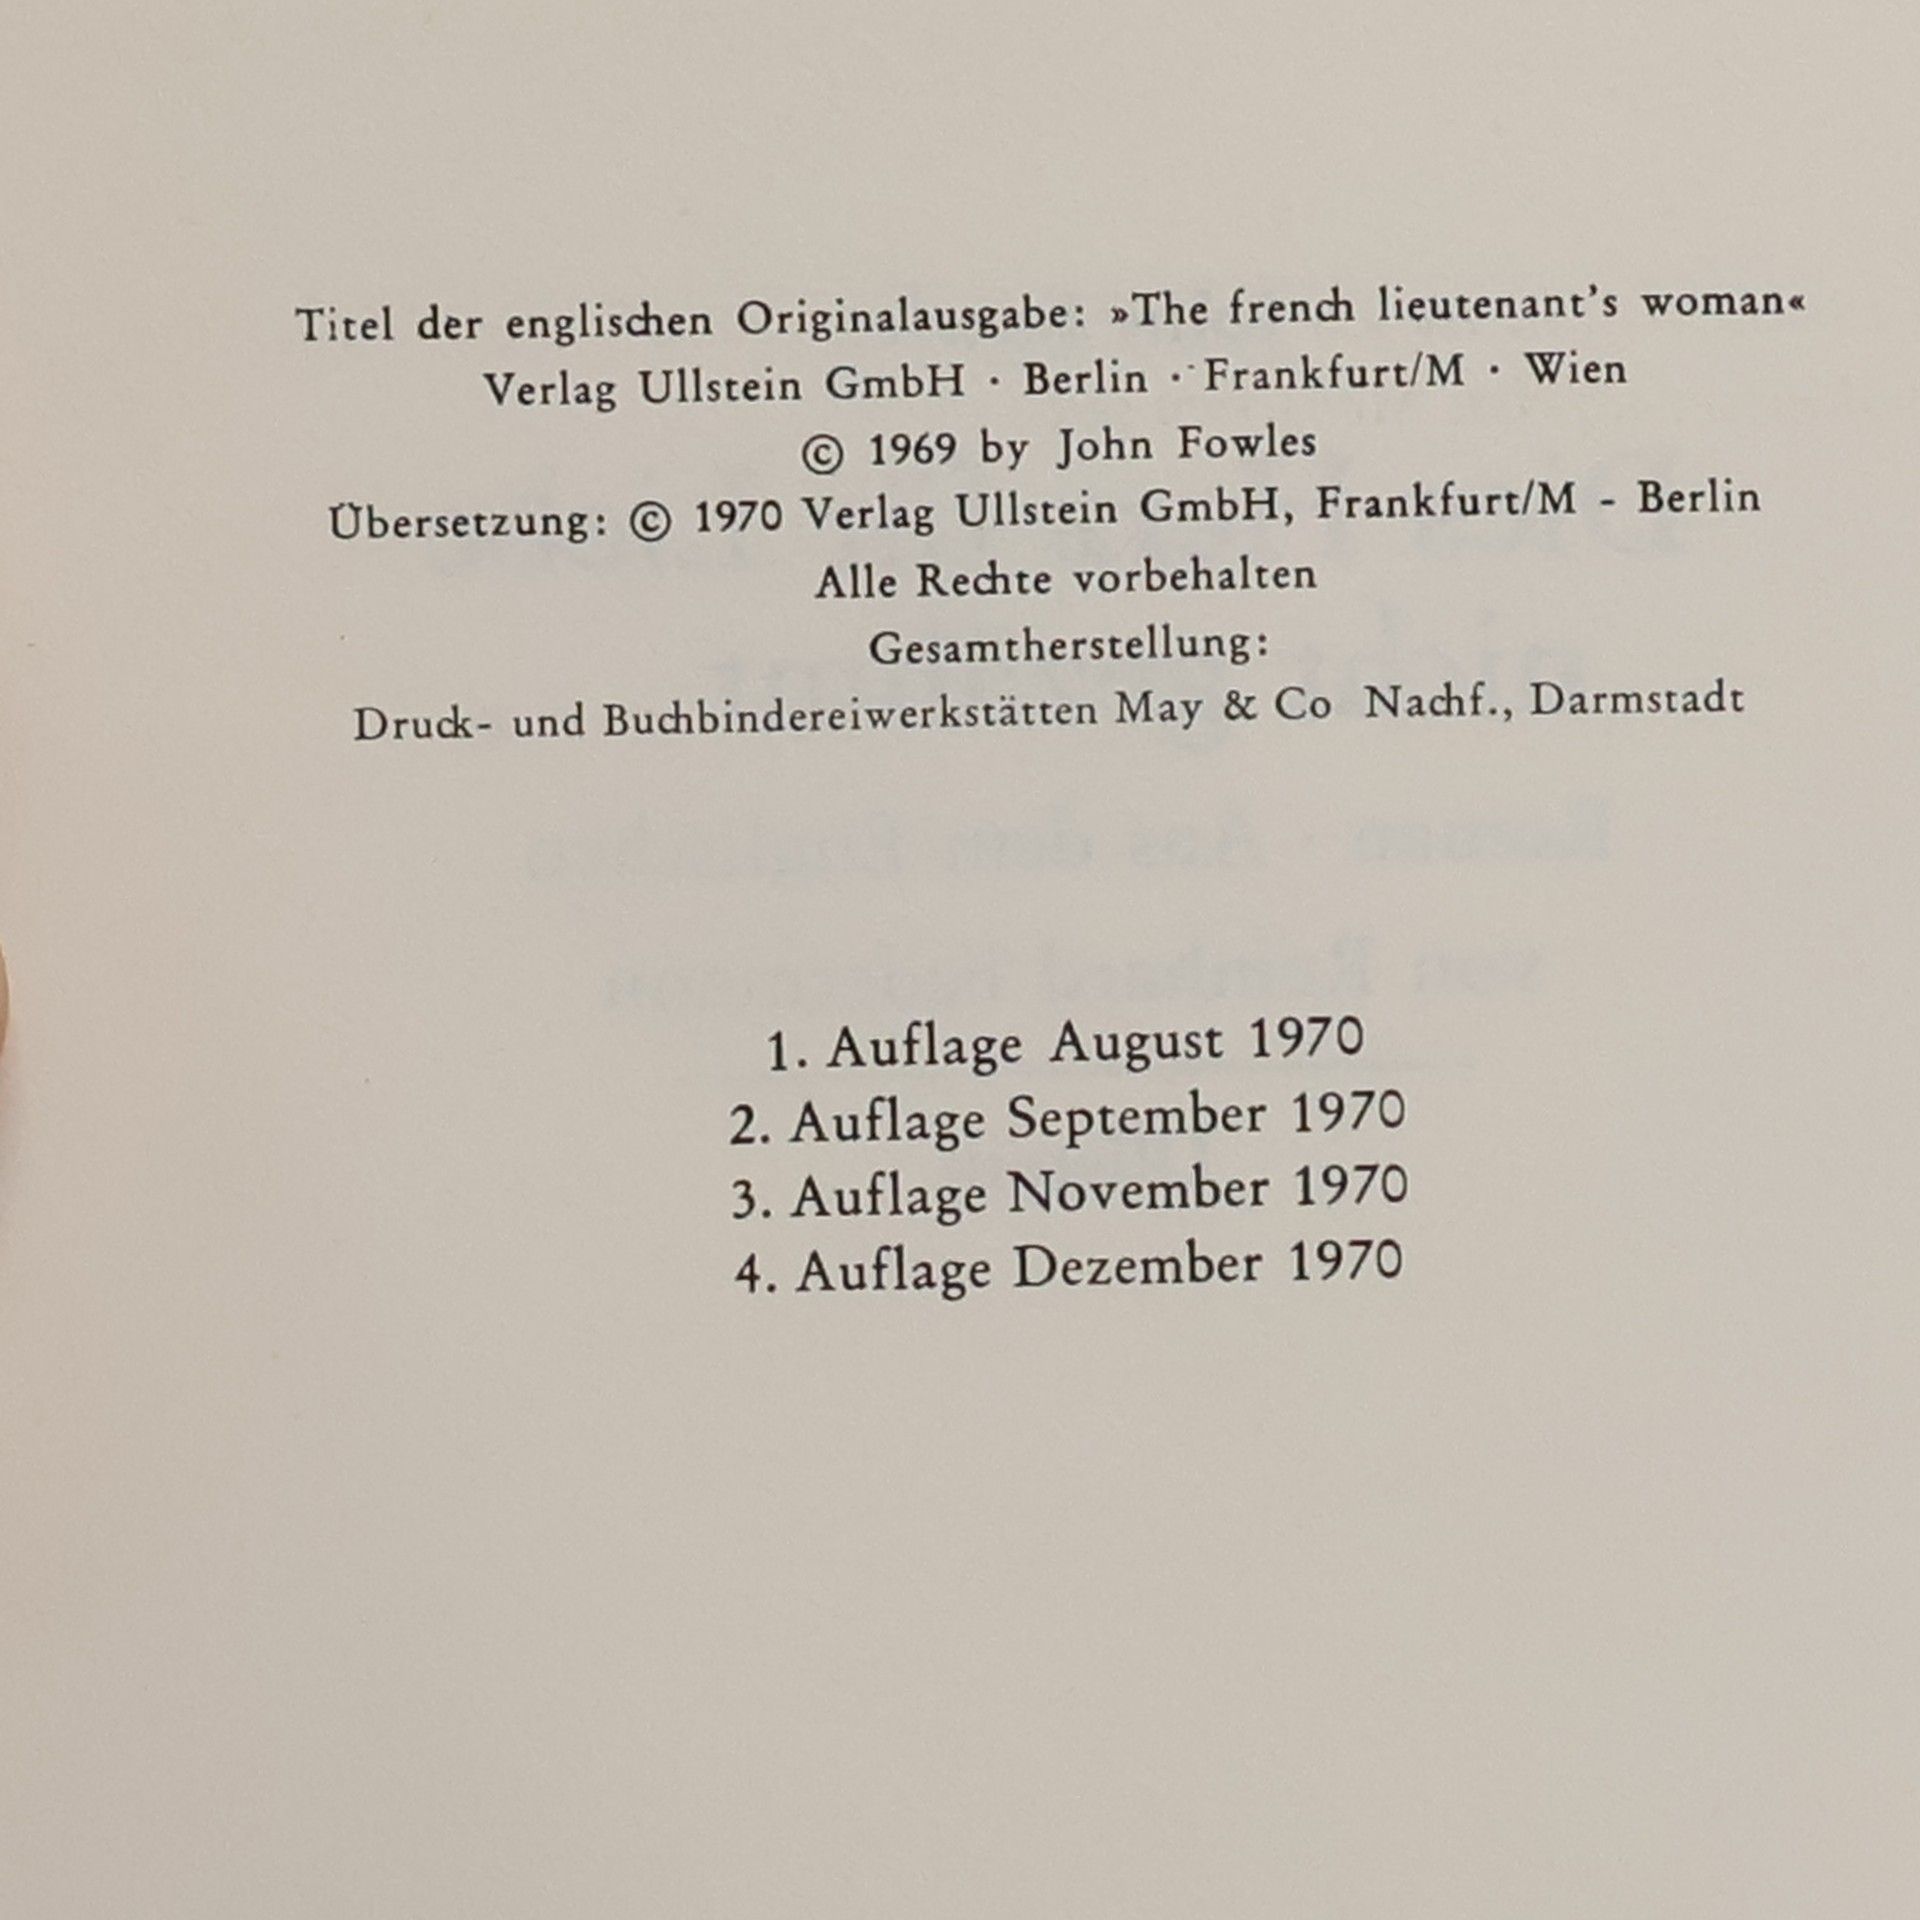 Titel der englischen Originalausgabe: »The french lieutenant's woman«
Verlag Ullstein GmbH · Berlin · Frankfurt/M · Wien
© 1969 by John Fowles
Übersetzung: © 1970 Verlag Ullstein GmbH, Frankfurt/M - Berlin
Alle Rechte vorbehalten
Gesamtherstellung:
Druck- und Buchbindereiwerkstätten May & Co Nachf., Darmstadt
1. Auflage August 1970
2. Auflage September 1970
3. Auflage November 1970
4. Auflage Dezember 1970